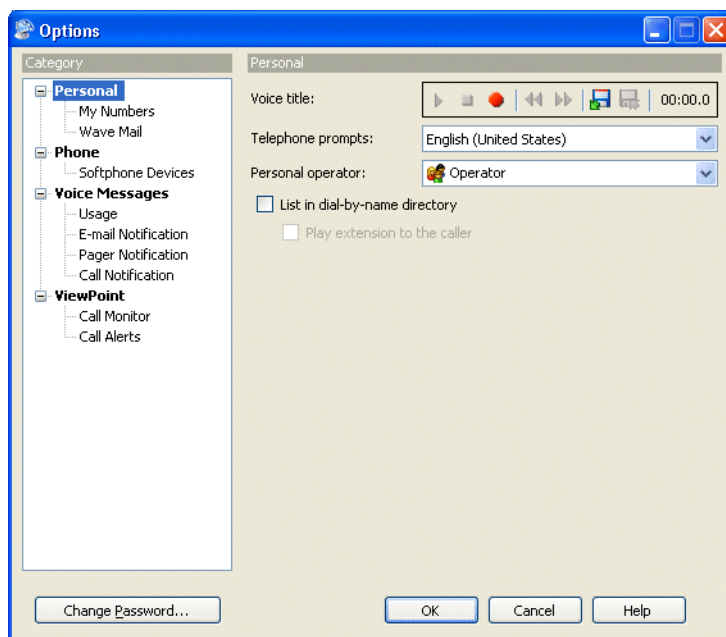 Options
Category
Personal
My Numbers
Wave Mail
Phone
Softphone Devices
Voice Messages
Usage
E-mail Notification
Pager Notification
Call Notification
ViewPoint
Call Monitor
Call Alerts
Personal
Voice title:
00:00.0
Telephone prompts:
English (United States)
Personal operator:
Operator
List in dial-by-name directory
Play extension to the caller
Change Password...
OK
Cancel
Help